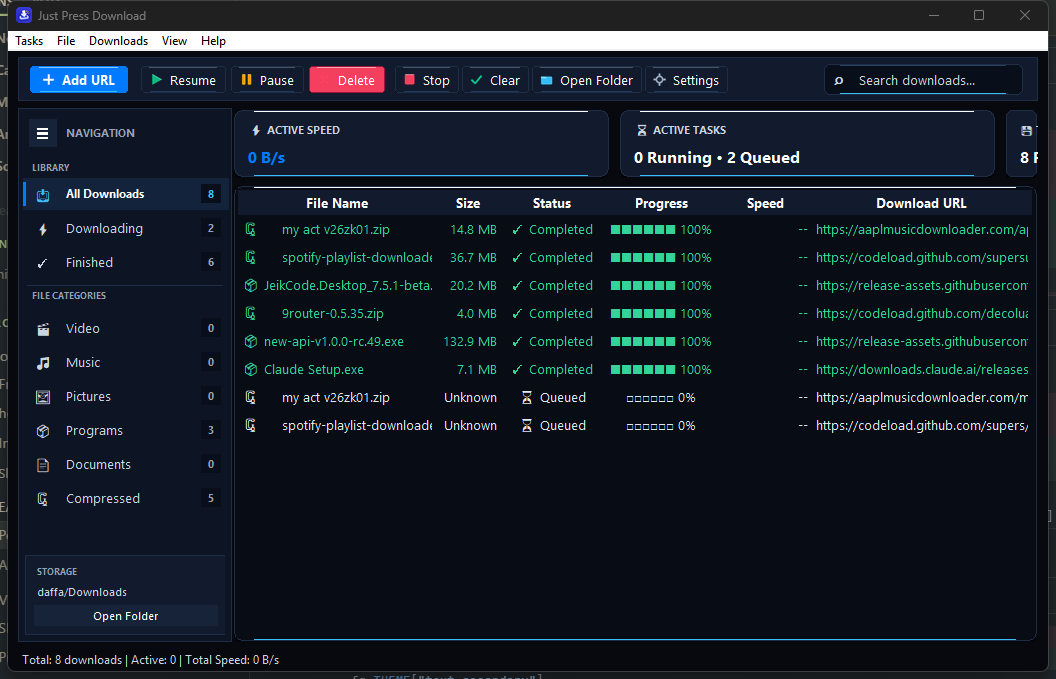 Just Press Download
Tasks File Downloads View Help
+ Add URL Resume Pause Delete Stop Clear Open Folder Settings Search downloads...
NAVIGATION
LIBRARY
All Downloads 8
Downloading 2
Finished 6
FILE CATEGORIES
Video 0
Music 0
Pictures 0
Programs 3
Documents 0
Compressed 5
STORAGE
daffa/Downloads
Open Folder
ACTIVE SPEED
0 B/s
ACTIVE TASKS
0 Running • 2 Queued
8 F
File Name Size Status Progress Speed Download URL
my act v26zk01.zip 14.8 MB ✓ Completed ■■■■■■ 100% -- https://aaplmusicdownloader.com/ap
spotify-playlist-downloade 36.7 MB ✓ Completed ■■■■■■ 100% -- https://codeload.github.com/supersu
JeikCode.Desktop_7.5.1-beta. 20.2 MB ✓ Completed ■■■■■■ 100% -- https://release-assets.githubusercon
9router-0.5.35.zip 4.0 MB ✓ Completed ■■■■■■ 100% -- https://codeload.github.com/decolua
new-api-v1.0.0-rc.49.exe 132.9 MB ✓ Completed ■■■■■■ 100% -- https://release-assets.githubusercon
Claude Setup.exe 7.1 MB ✓ Completed ■■■■■■ 100% -- https://downloads.claude.ai/releases
my act v26zk01.zip Unknown Queued □□□□□□ 0% -- https://aaplmusicdownloader.com/m
spotify-playlist-downloade Unknown Queued □□□□□□ 0% -- https://codeload.github.com/supers/
Total: 8 downloads | Active: 0 | Total Speed: 0 B/s